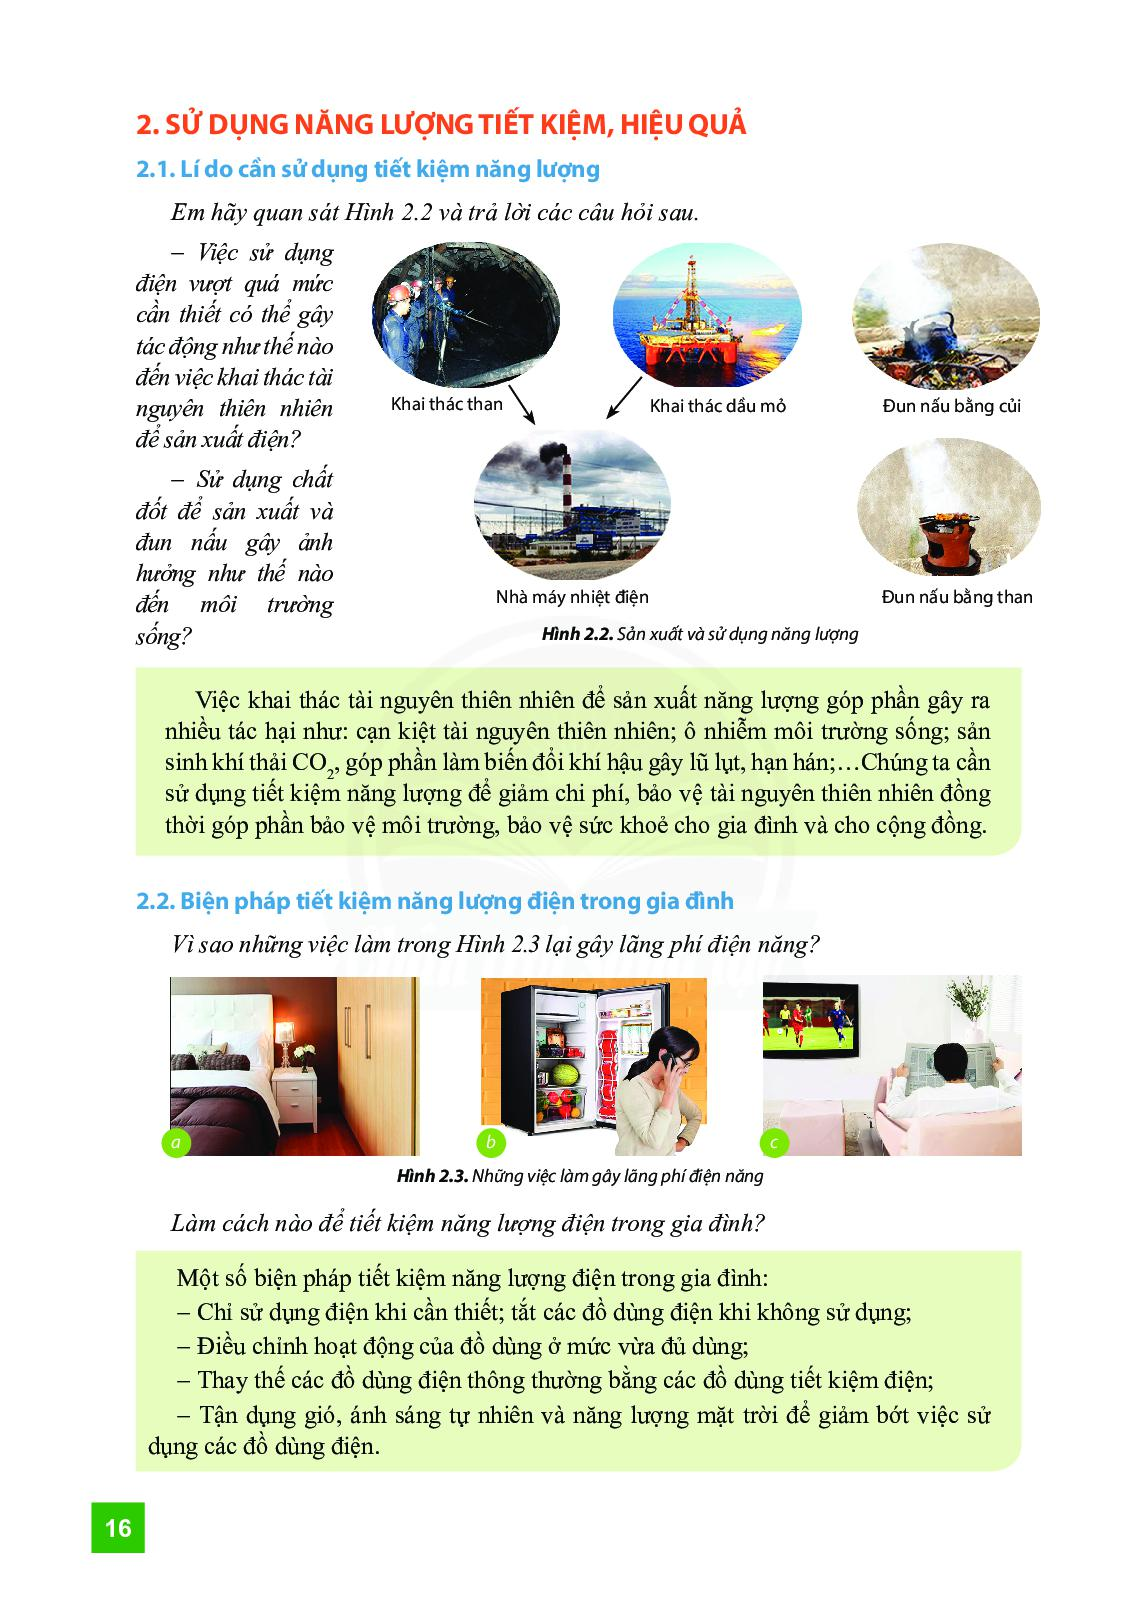 2. SỬ DỤNG NĂNG LƯỢNG TIẾT KIỆM, HIỆU QUẢ
2.1. Lí do cần sử dụng tiết kiệm năng lượng
Em hãy quan sát Hình 2.2 và trả lời các câu hỏi sau.
– Việc sử dụng
điện vượt quá mức
cần thiết có thể gây
tác động như thế nào
đến việc khai thác tài
nguyên thiên nhiên
để sản xuất điện?
– Sử dụng chất
đốt để sản xuất và
đun nấu gây ảnh
hưởng như thế nào
đến môi trường
sống?
Khai thác than
Khai thác dầu mỏ
Đun nấu bằng củi
Nhà máy nhiệt điện
Đun nấu bằng than
Hình 2.2. Sản xuất và sử dụng năng lượng
Việc khai thác tài nguyên thiên nhiên để sản xuất năng lượng góp phần gây ra
nhiều tác hại như: cạn kiệt tài nguyên thiên nhiên; ô nhiễm môi trường sống; sản
sinh khí thải CO₂, góp phần làm biến đổi khí hậu gây lũ lụt, hạn hán;…Chúng ta cần
sử dụng tiết kiệm năng lượng để giảm chi phí, bảo vệ tài nguyên thiên nhiên đồng
thời góp phần bảo vệ môi trường, bảo vệ sức khoẻ cho gia đình và cho cộng đồng.
2.2. Biện pháp tiết kiệm năng lượng điện trong gia đình
Vì sao những việc làm trong Hình 2.3 lại gây lãng phí điện năng?
a
b
c
Hình 2.3. Những việc làm gây lãng phí điện năng
Làm cách nào để tiết kiệm năng lượng điện trong gia đình?
Một số biện pháp tiết kiệm năng lượng điện trong gia đình:
– Chỉ sử dụng điện khi cần thiết; tắt các đồ dùng điện khi không sử dụng;
– Điều chỉnh hoạt động của đồ dùng ở mức vừa đủ dùng;
– Thay thế các đồ dùng điện thông thường bằng các đồ dùng tiết kiệm điện;
– Tận dụng gió, ánh sáng tự nhiên và năng lượng mặt trời để giảm bớt việc sử
dụng các đồ dùng điện.
16